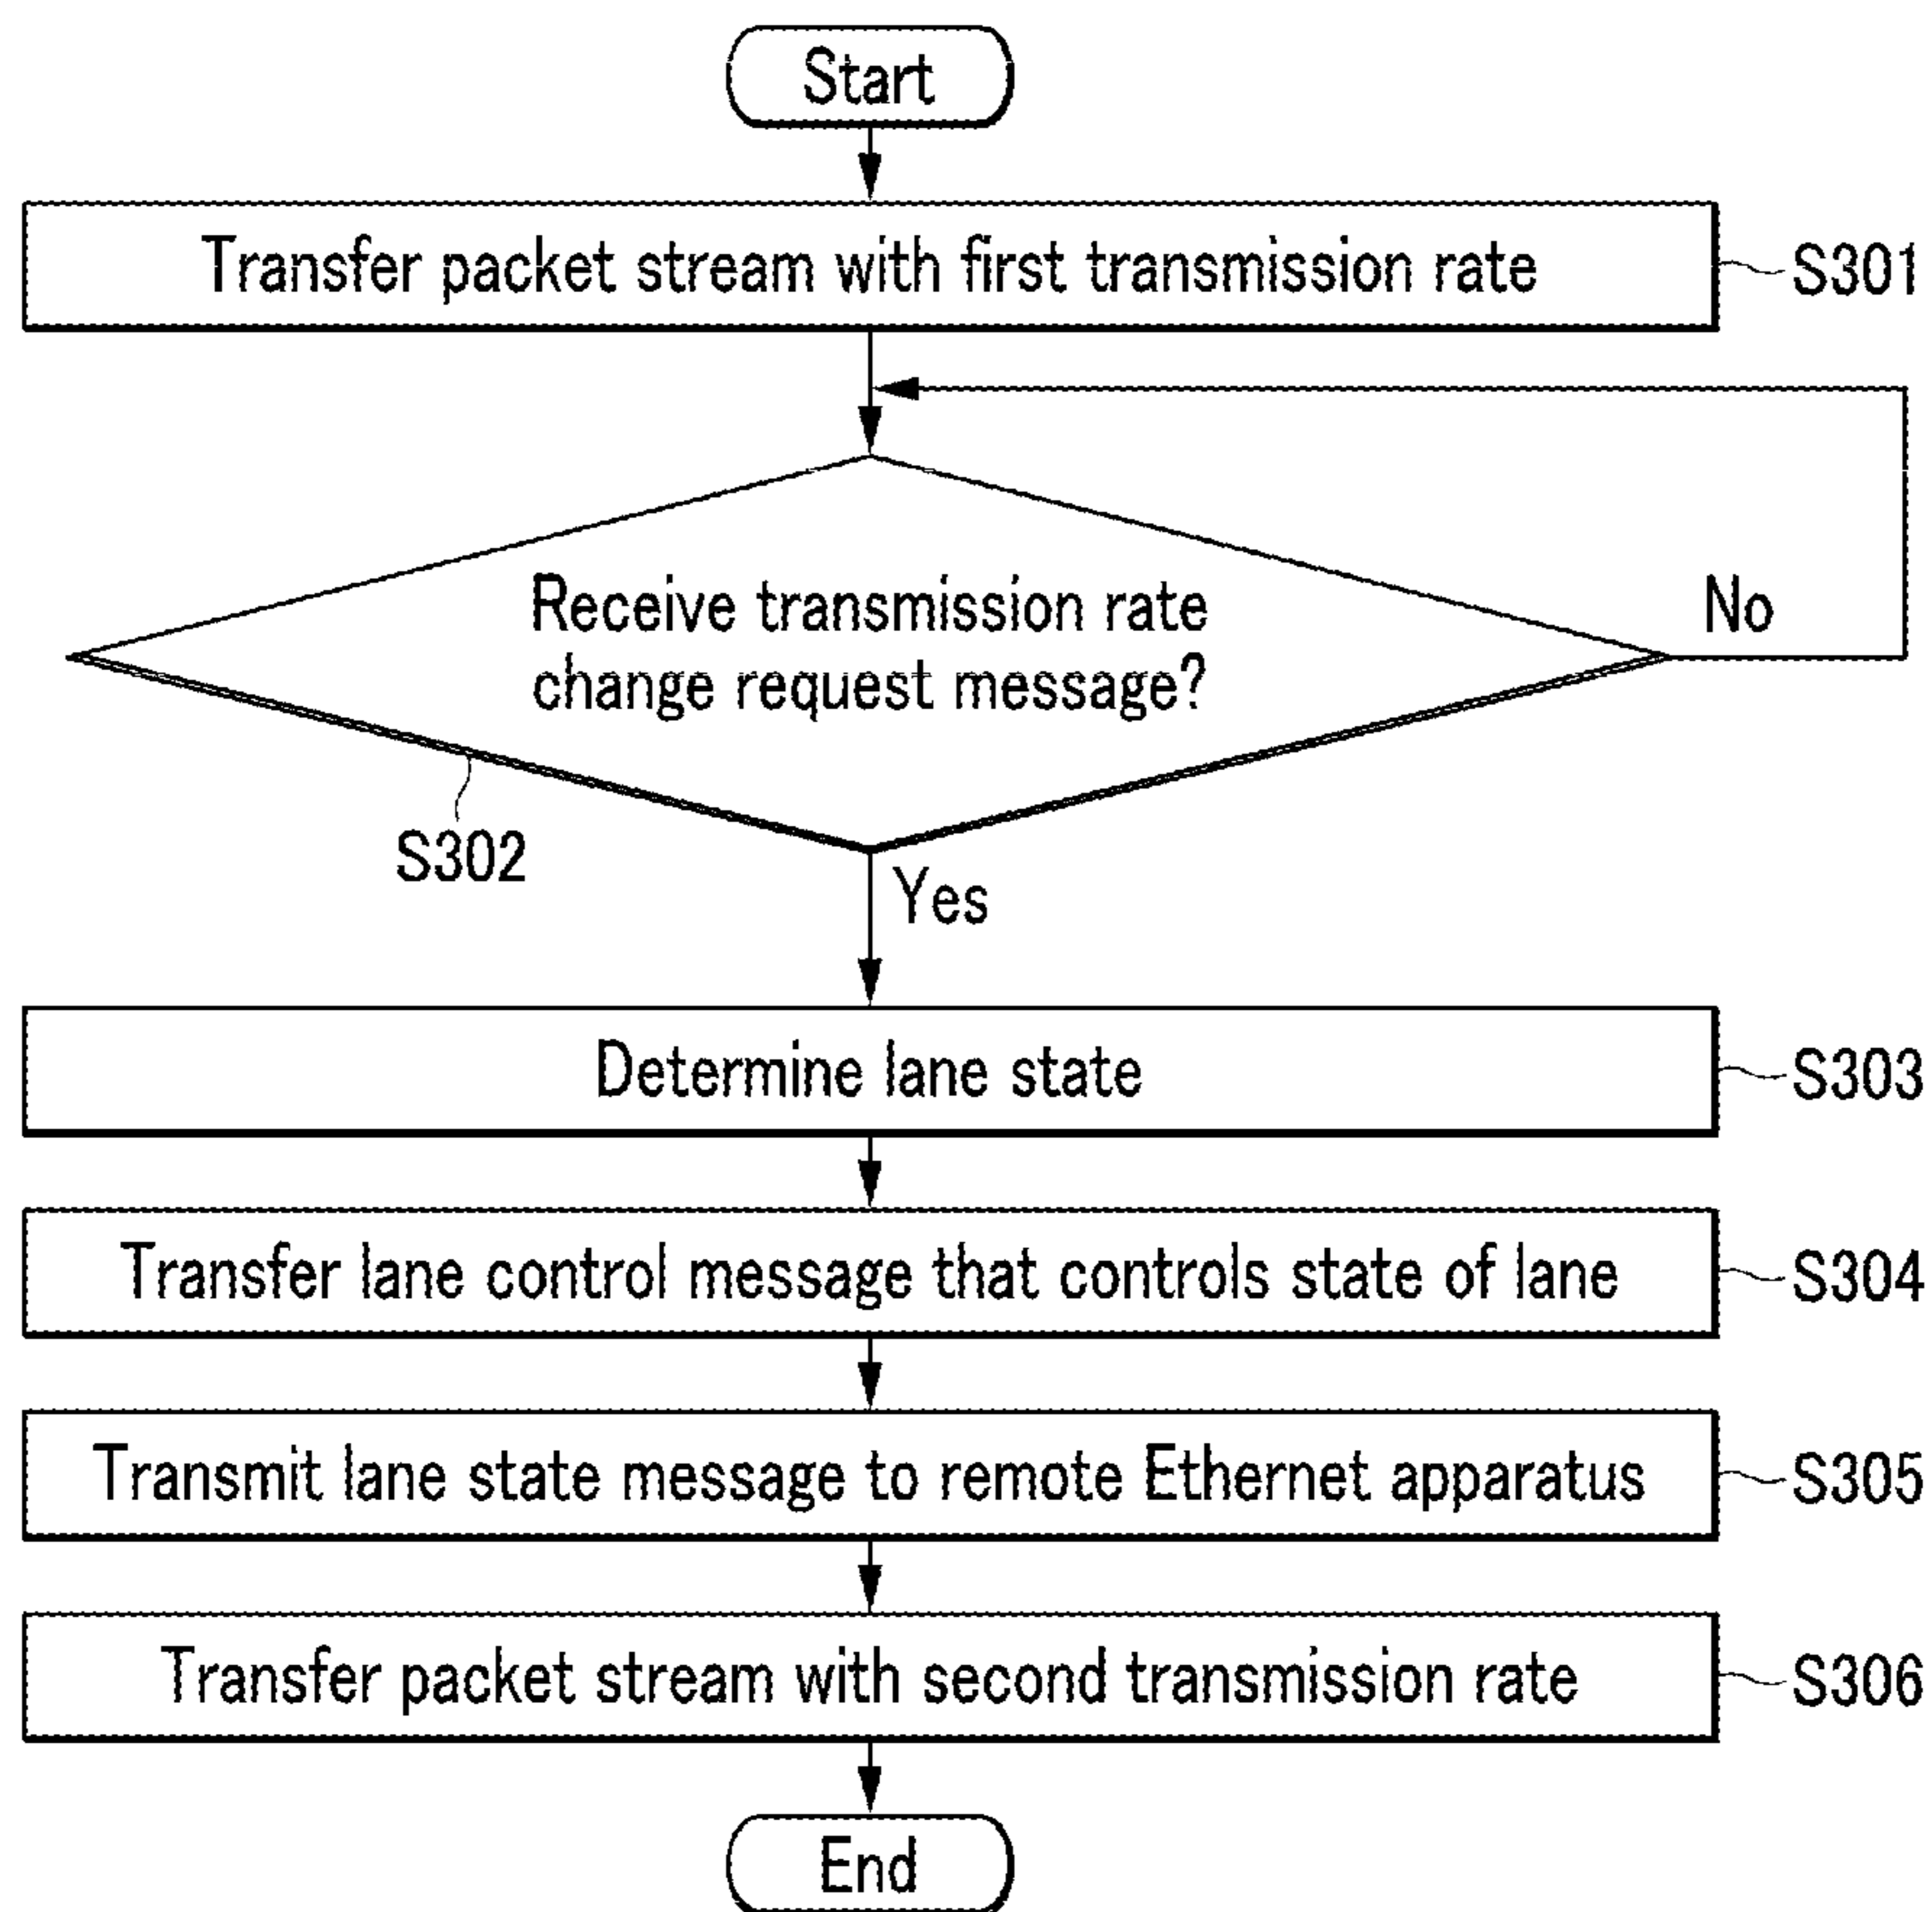 Start
Transfer packet stream with first transmission rate
S301
Receive transmission rate
change request message?
No
S302
Yes
Determine lane state
S303
Transfer lane control message that controls state of lane
S304
Transmit lane state message to remote Ethernet apparatus
S305
Transfer packet stream with second transmission rate
S306
End